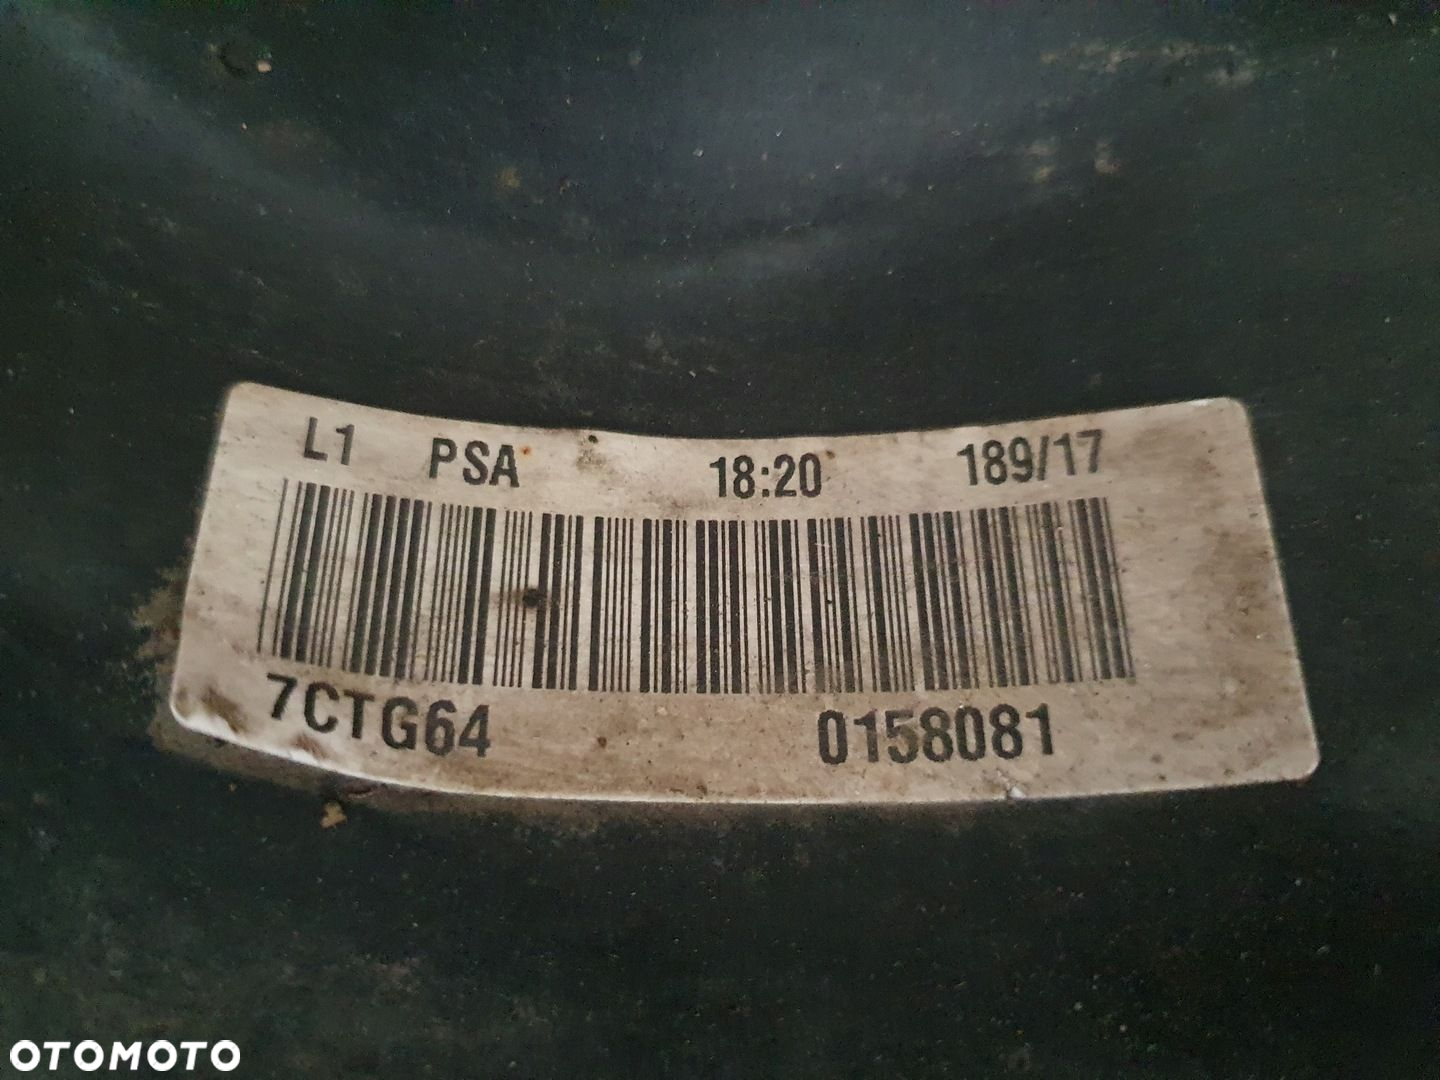 L1 PSA 18:20 189/17
7CTG64 0158081
OTOMOTO